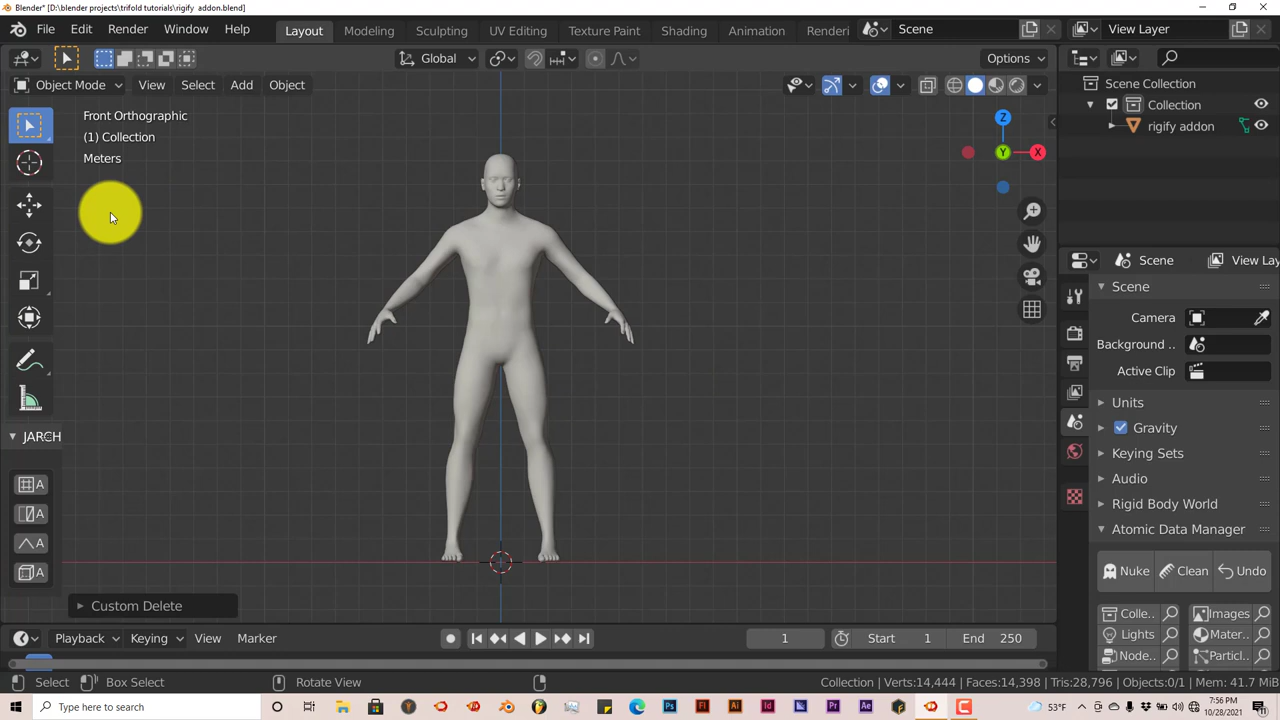 Blender* [D:\blender projects\trifold tutorials\rigify addon.blend]
File Edit Render Window Help Layout Modeling Sculpting UV Editing Texture Paint Shading Animation Renderi Scene View Layer
Global Options
Object Mode View Select Add Object
Front Orthographic
(1) Collection
Meters
Z
X
Y
Scene Collection
Collection
rigify addon
Scene View Lay
Scene
Camera
Background ..
Active Clip
Units
Gravity
Keying Sets
Audio
Rigid Body World
Atomic Data Manager
Nuke Clean Undo
Colle.. Images
Lights Mater..
Node.. Particl..
JARCH
A
A
A
A
Custom Delete
Playback Keying View Marker 1 Start 1 End 250
Select Box Select Rotate View Collection | Verts:14,444 | Faces:14,398 | Tris:28,796 | Objects:0/1 | Mem: 41.7 MiB
Type here to search Ps Fl Ai Id Pr Ae 53°F 7:56 PM
10/28/2021